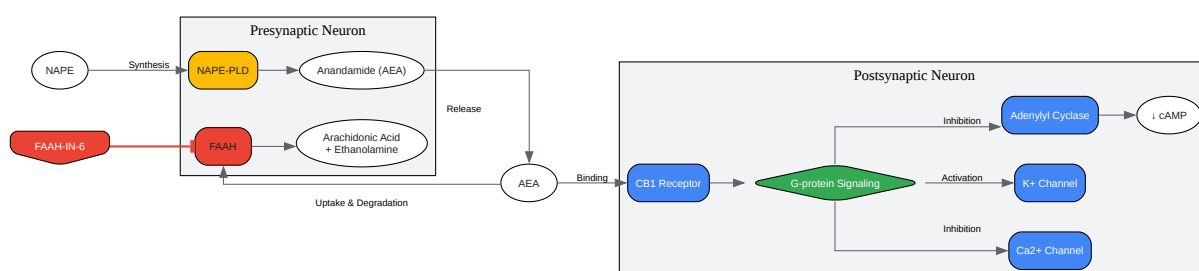 Presynaptic Neuron
NAPE
Synthesis
NAPE-PLD
Anandamide (AEA)
Release
FAAH-IN-6
FAAH
Arachidonic Acid
+ Ethanolamine
Uptake & Degradation
AEA
Binding
Postsynaptic Neuron
CB1 Receptor
G-protein Signaling
Inhibition
Adenylyl Cyclase
↓ cAMP
Activation
K+ Channel
Inhibition
Ca2+ Channel